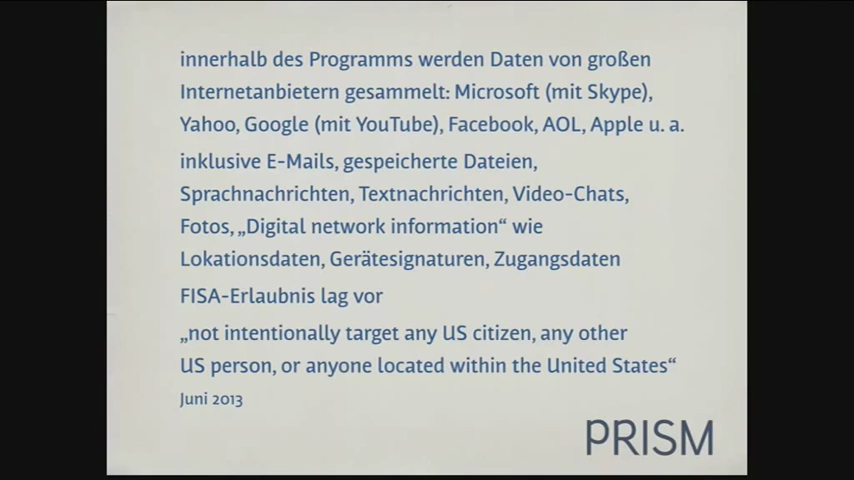 innerhalb des Programms werden Daten von großen
Internetanbietern gesammelt: Microsoft (mit Skype),
Yahoo, Google (mit YouTube), Facebook, AOL, Apple u. a.
inklusive E-Mails, gespeicherte Dateien,
Sprachnachrichten, Textnachrichten, Video-Chats,
Fotos, „Digital network information“ wie
Lokationsdaten, Gerätesignaturen, Zugangsdaten
FISA-Erlaubnis lag vor
„not intentionally target any US citizen, any other
US person, or anyone located within the United States“
Juni 2013
PRISM